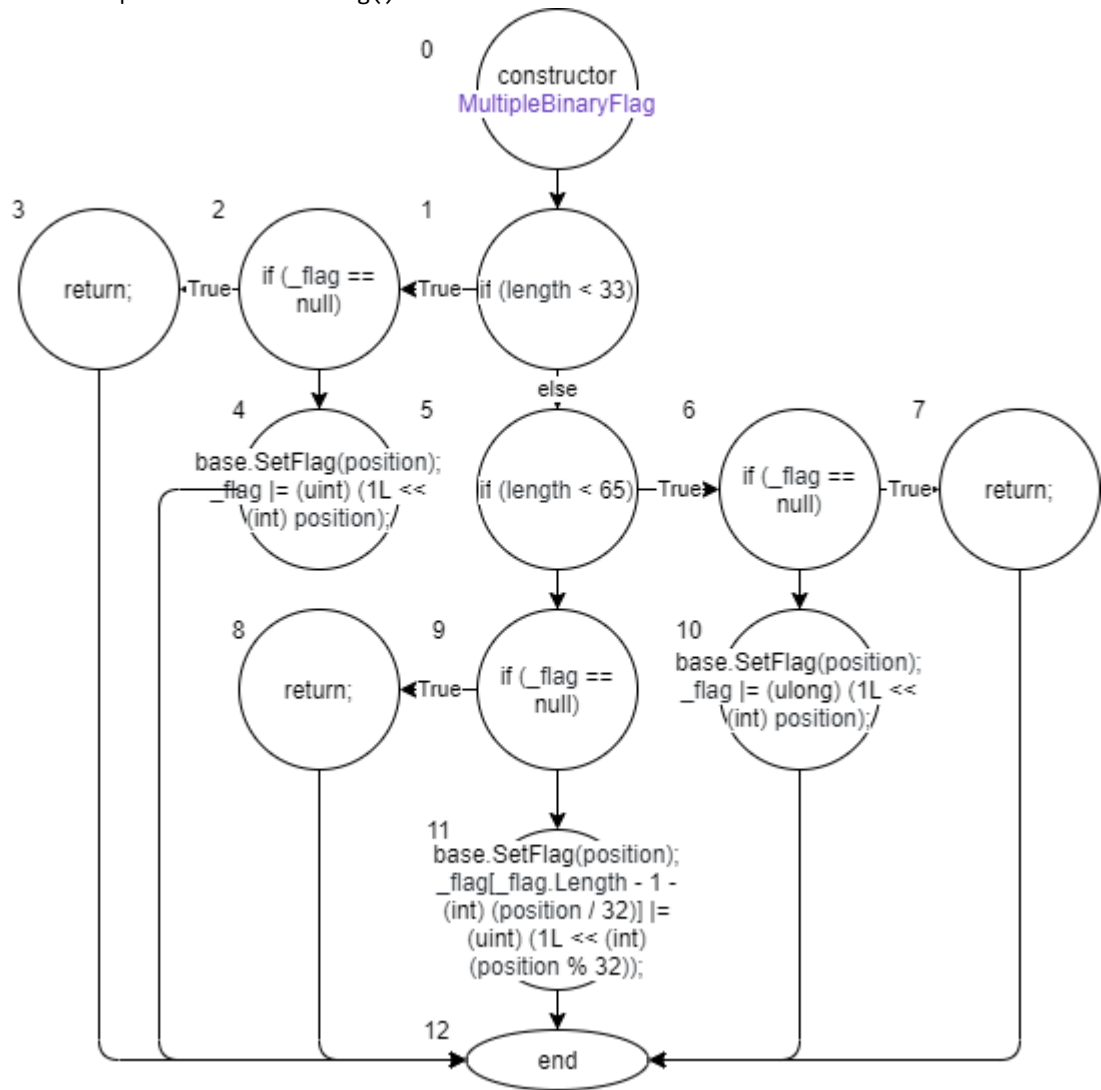 0
constructor
MultipleBinaryFlag
3
2
1
return;
True
if (_flag ==
null)
True
if (length < 33)
else
4
base.SetFlag(position);
_flag |= (uint) (1L <<
(int) position);
5
if (length < 65)
True
6
if (_flag ==
null)
True
7
return;
8
return;
True
9
if (_flag ==
null)
10
base.SetFlag(position);
_flag |= (ulong) (1L <<
(int) position);
11
base.SetFlag(position);
_flag[_flag.Length - 1 -
(int) (position / 32)] |=
(uint) (1L << (int)
(position % 32));
12
end